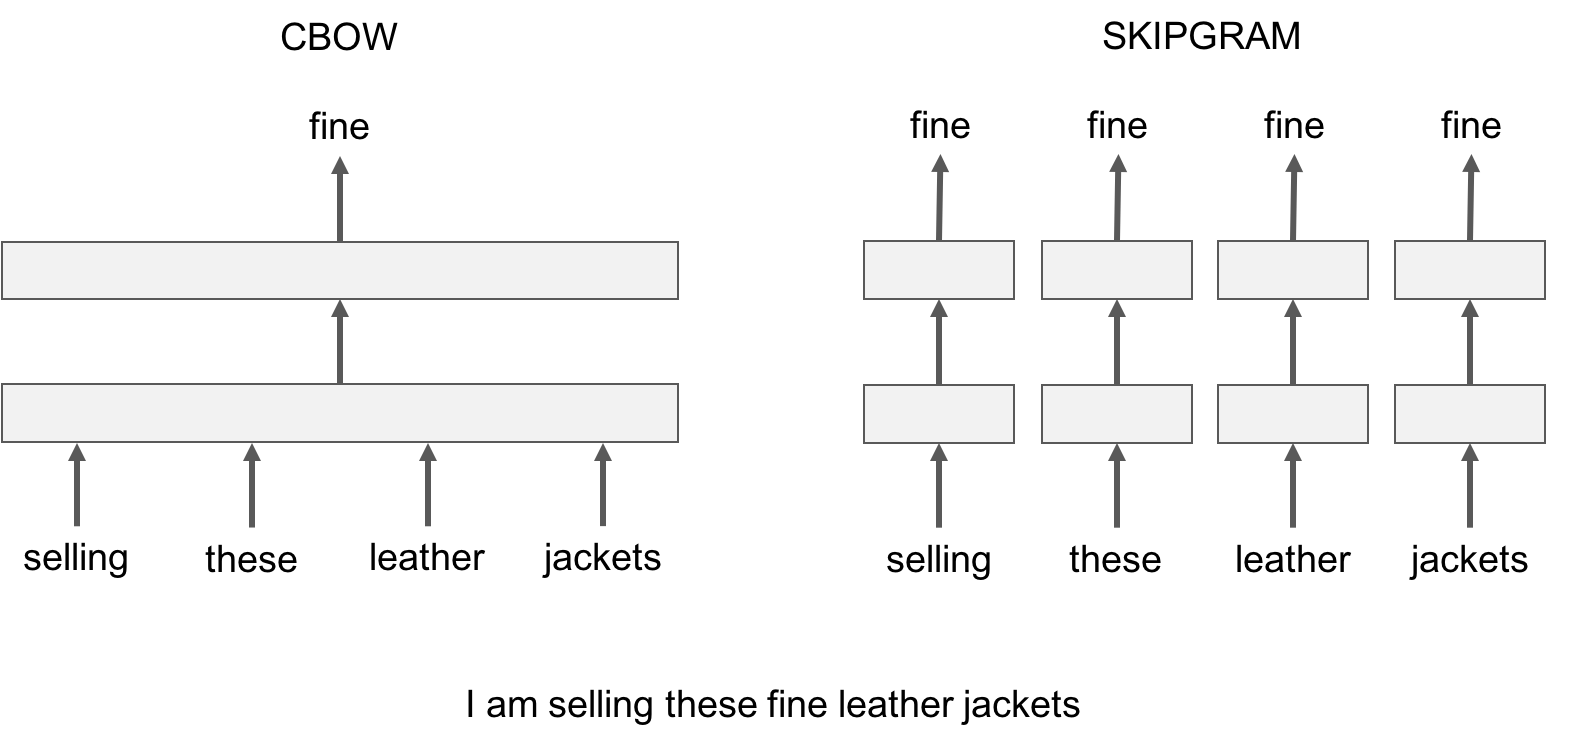 CBOW
SKIPGRAM
fine
fine fine fine fine
selling these leather jackets
selling these leather jackets
I am selling these fine leather jackets